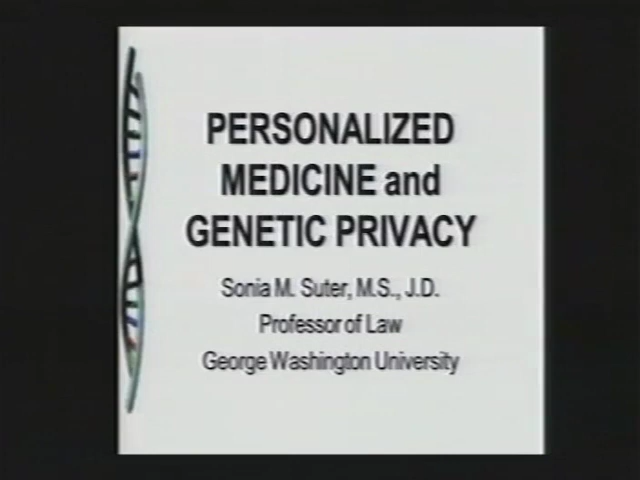 PERSONALIZED
MEDICINE and
GENETIC PRIVACY
Sonia M. Suter, M.S., J.D.
Professor of Law
George Washington University